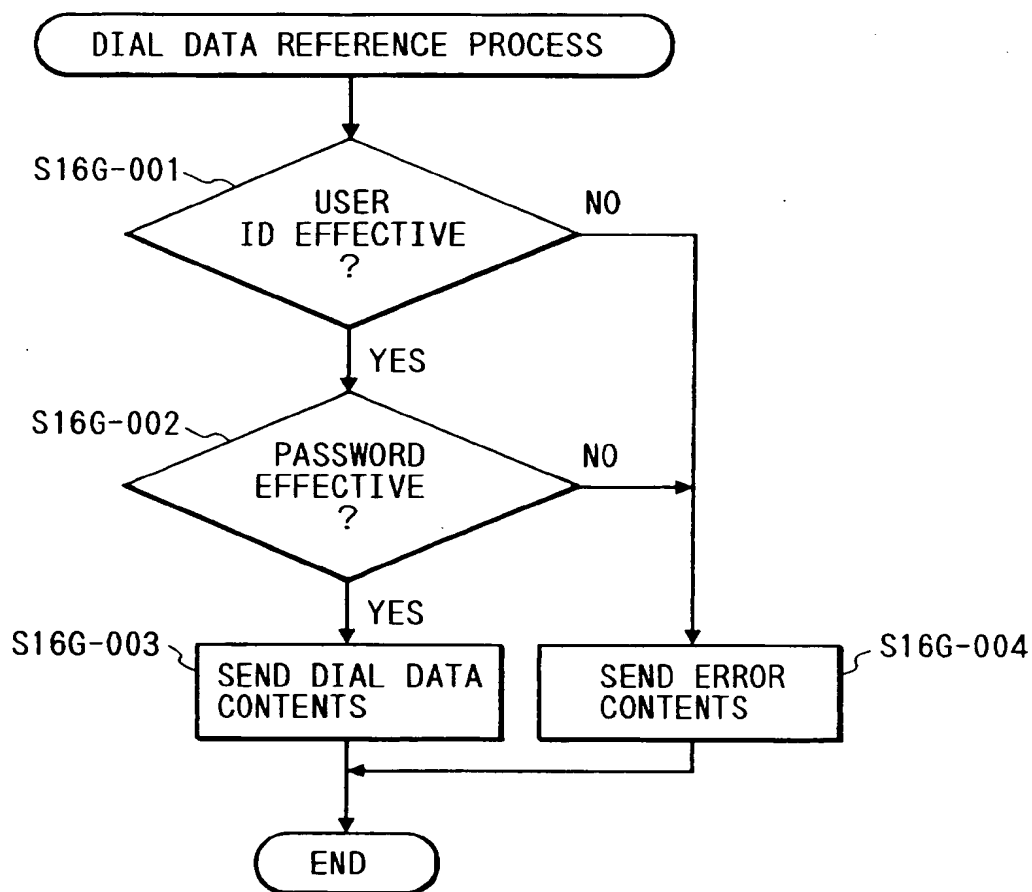 DIAL DATA REFERENCE PROCESS
S16G-001
USER
ID EFFECTIVE
?
NO
YES
S16G-002
PASSWORD
EFFECTIVE
?
NO
YES
S16G-003
SEND DIAL DATA
CONTENTS
SEND ERROR
CONTENTS
S16G-004
END